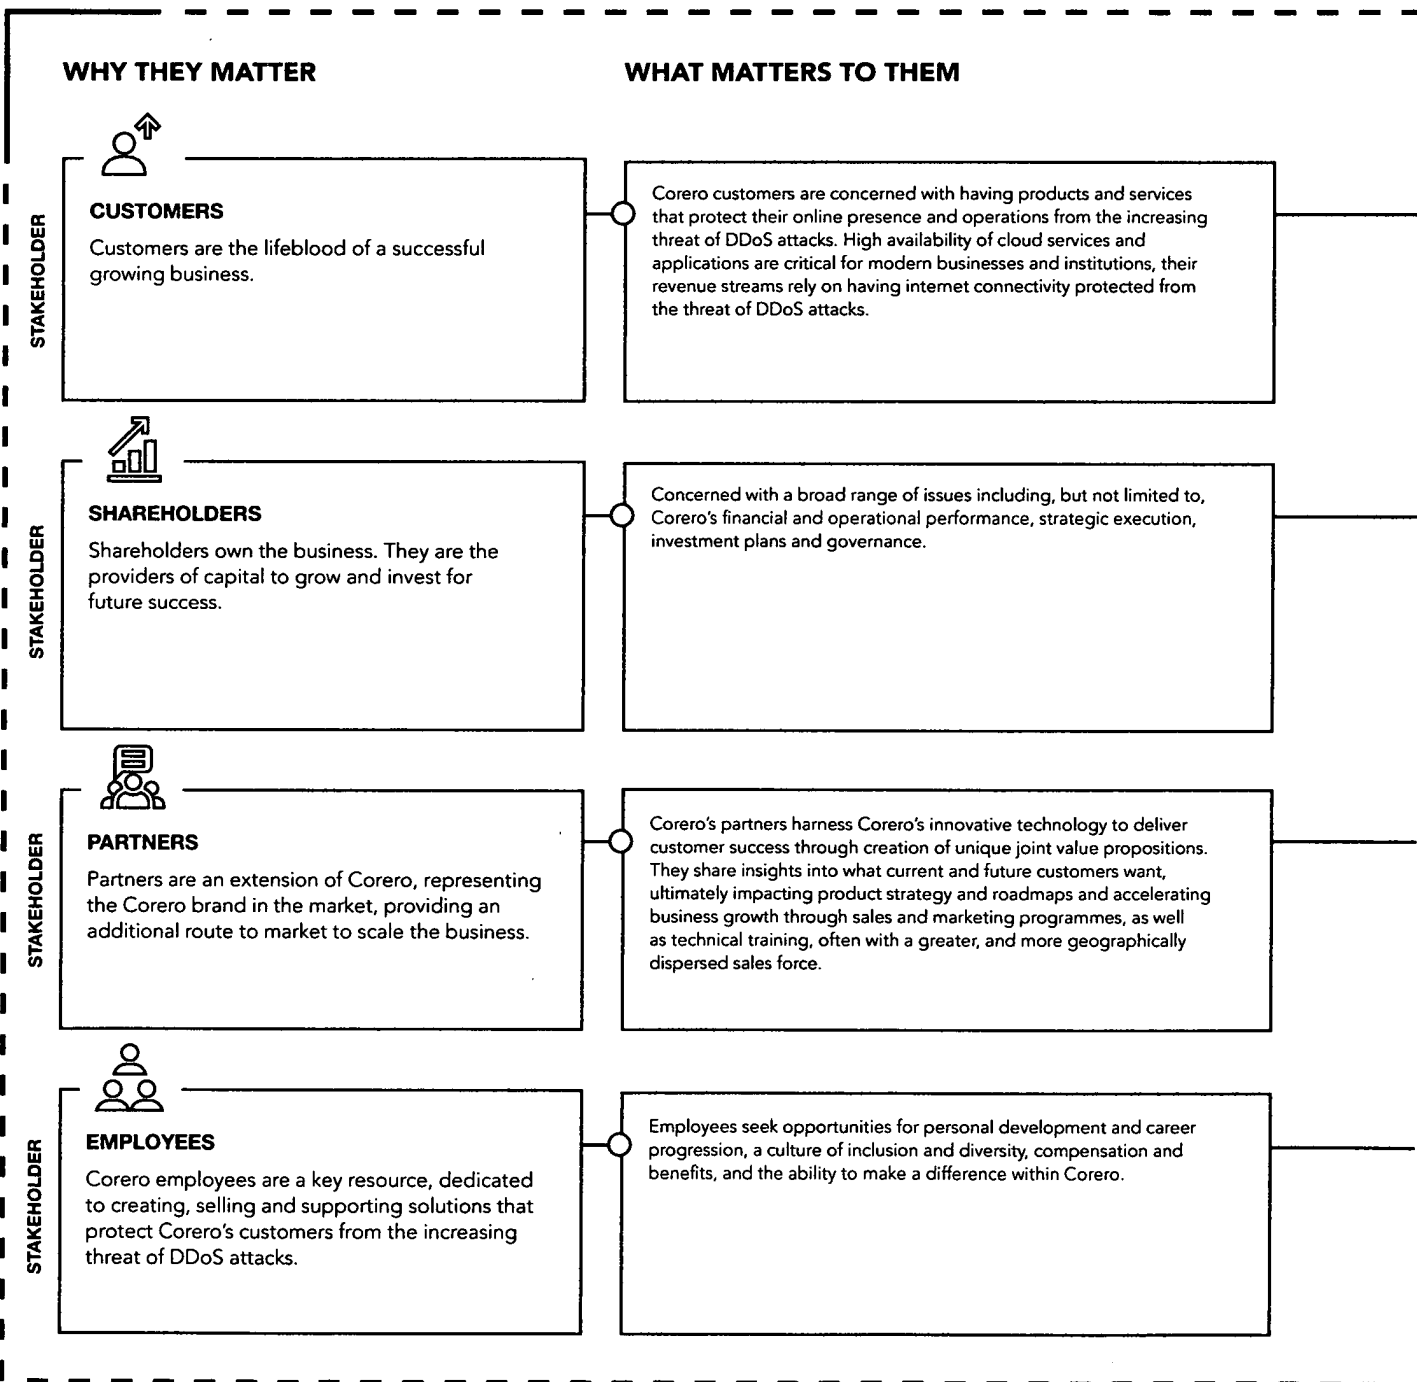 WHY THEY MATTER
WHAT MATTERS TO THEM
STAKEHOLDER
CUSTOMERS
Customers are the lifeblood of a successful
growing business.
Corero customers are concerned with having products and services
that protect their online presence and operations from the increasing
threat of DDoS attacks. High availability of cloud services and
applications are critical for modern businesses and institutions, their
revenue streams rely on having internet connectivity protected from
the threat of DDoS attacks.
STAKEHOLDER
SHAREHOLDERS
Shareholders own the business. They are the
providers of capital to grow and invest for
future success.
Concerned with a broad range of issues including, but not limited to,
Corero's financial and operational performance, strategic execution,
investment plans and governance.
STAKEHOLDER
PARTNERS
Partners are an extension of Corero, representing
the Corero brand in the market, providing an
additional route to market to scale the business.
Corero's partners harness Corero's innovative technology to deliver
customer success through creation of unique joint value propositions.
They share insights into what current and future customers want,
ultimately impacting product strategy and roadmaps and accelerating
business growth through sales and marketing programmes, as well
as technical training, often with a greater, and more geographically
dispersed sales force.
STAKEHOLDER
EMPLOYEES
Corero employees are a key resource, dedicated
to creating, selling and supporting solutions that
protect Corero's customers from the increasing
threat of DDoS attacks.
Employees seek opportunities for personal development and career
progression, a culture of inclusion and diversity, compensation and
benefits, and the ability to make a difference within Corero.